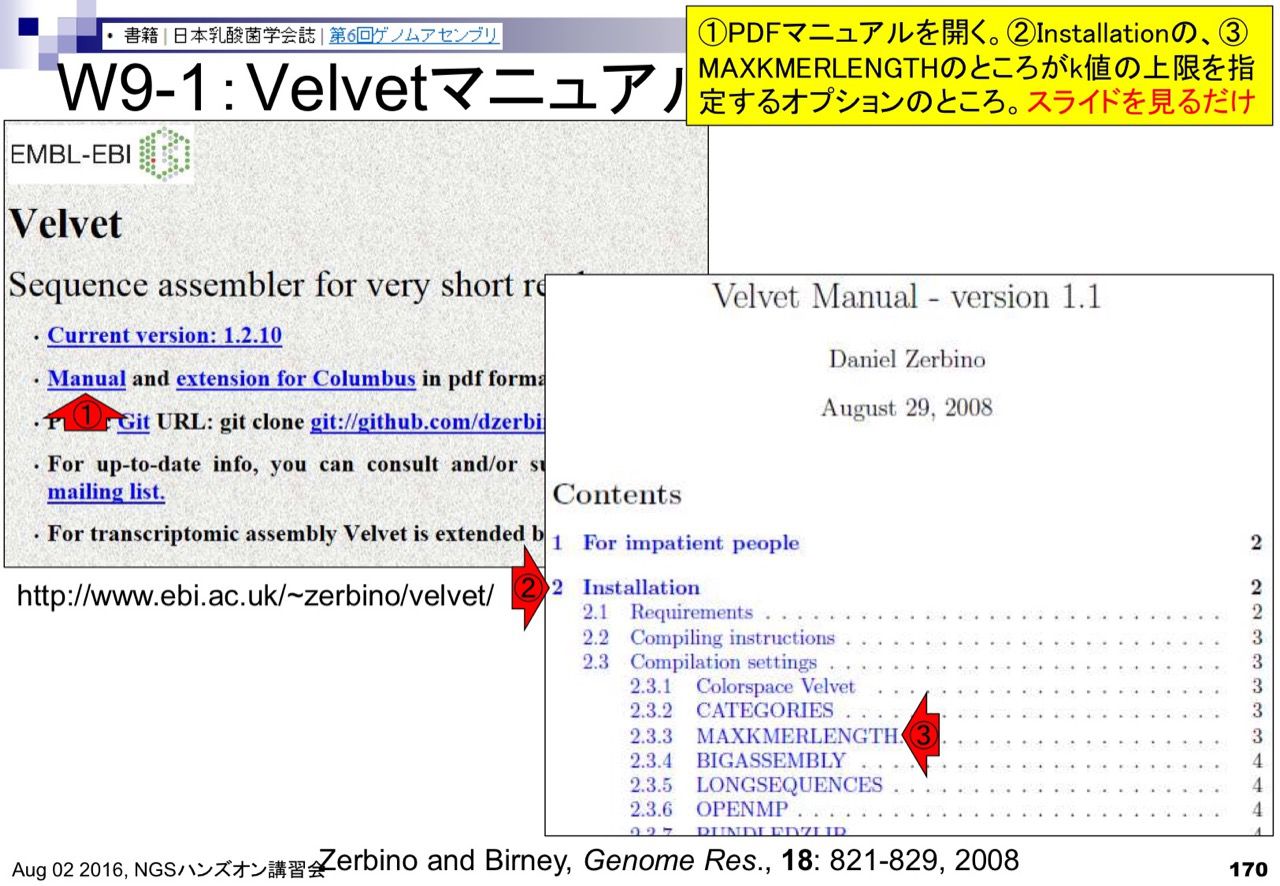 ・ 書籍 | 日本乳酸菌学会誌 | 第6回ゲノムアセンブリ
W9-1：Velvetマニュアル
①PDFマニュアルを開く。②Installationの、③
MAXKMERLENGTHのところがk値の上限を指
定するオプションのところ。スライドを見るだけ
EMBL-EBI
Velvet
Sequence assembler for very short re
・ Current version: 1.2.10
・ Manual and extension for Columbus in pdf forma
①
・ Git URL: git clone git://github.com/dzerbi
・ For up-to-date info, you can consult and/or su
mailing list.
・ For transcriptomic assembly Velvet is extended b
http://www.ebi.ac.uk/~zerbino/velvet/
Velvet Manual - version 1.1
Daniel Zerbino
August 29, 2008
Contents
1 For impatient people 2
② 2 Installation 2
2.1 Requirements . . . . . . . . . . . . . . . . . . . . . . . . . . . . 2
2.2 Compiling instructions . . . . . . . . . . . . . . . . . . . . . . . 3
2.3 Compilation settings . . . . . . . . . . . . . . . . . . . . . . . . 3
2.3.1 Colorspace Velvet . . . . . . . . . . . . . . . . . . . . . 3
2.3.2 CATEGORIES . . . . . . . . . . . . . . . . . . . . . . 3
2.3.3 MAXKMERLENGTH ③ . . . . . . . . . . . . . . . . . 3
2.3.4 BIGASSEMBLY . . . . . . . . . . . . . . . . . . . . . 4
2.3.5 LONGSEQUENCES . . . . . . . . . . . . . . . . . . . 4
2.3.6 OPENMP . . . . . . . . . . . . . . . . . . . . . . . . . 4
2.3.7 BUNDLEDZLIB
Aug 02 2016, NGSハンズオン講習会
Zerbino and Birney, Genome Res., 18: 821-829, 2008
170